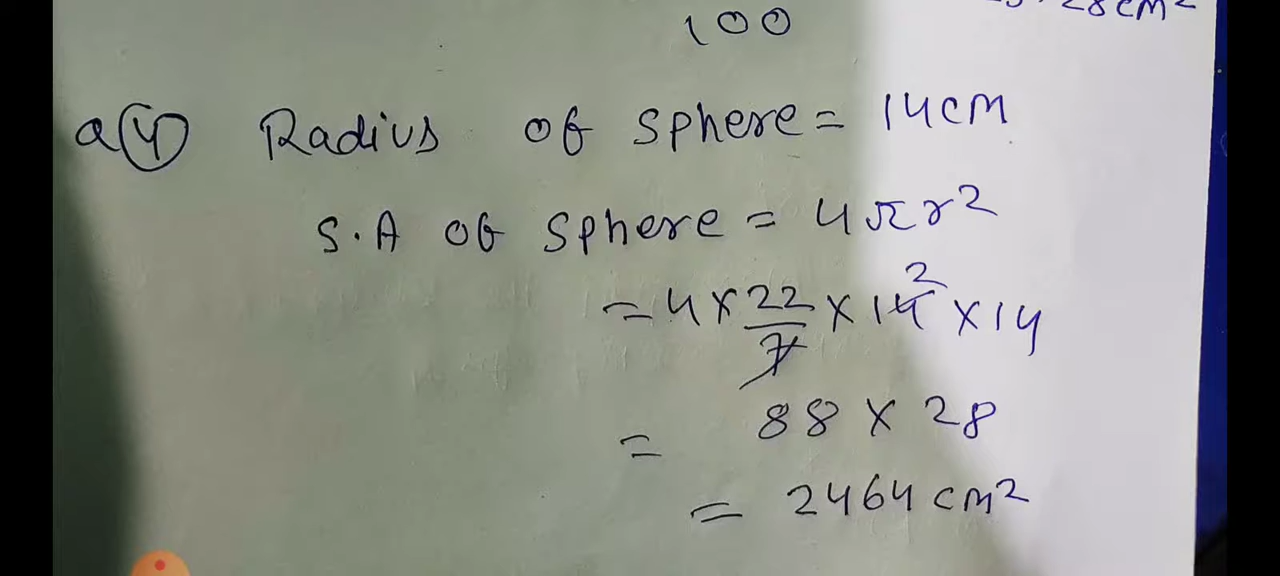 28cm²
100
Q(4) Radius of sphere = 14cm
S.A of sphere = 4πr²
= 4 × 22/7 × 14 2 × 14
= 88 × 28
= 2464 cm²